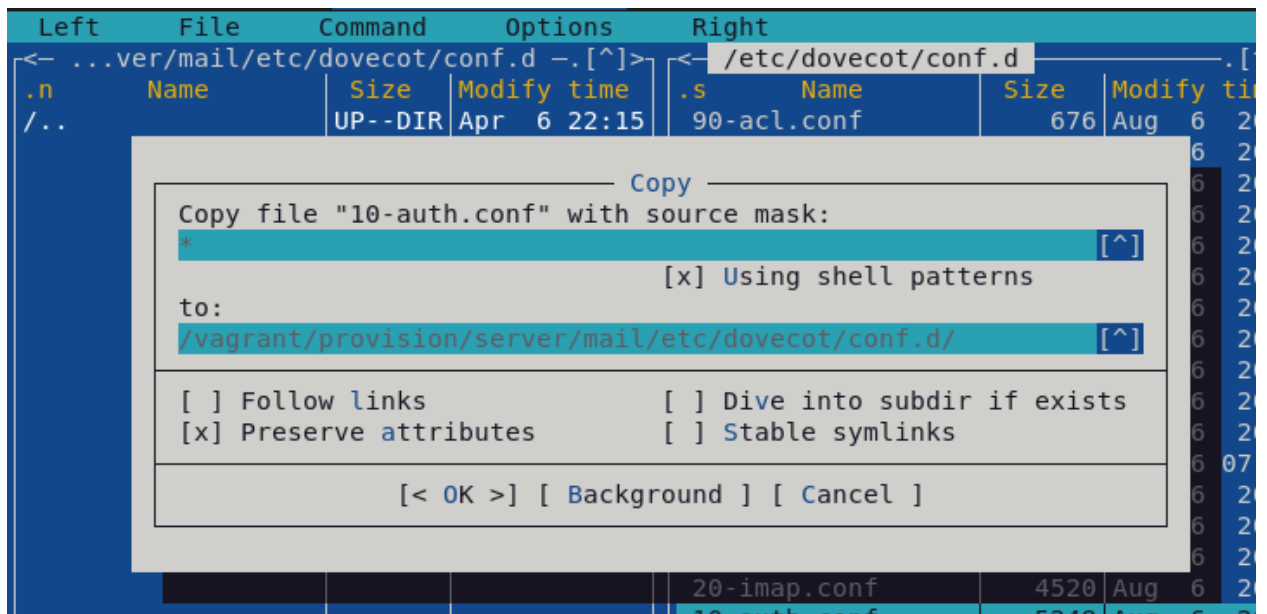 Left File Command Options Right
<— ...ver/mail/etc/dovecot/conf.d —.[^]> <— /etc/dovecot/conf.d —.[
.n Name Size Modify time .s Name Size Modify
/.. UP--DIR Apr 6 22:15 90-acl.conf 676 Aug 6
Copy
Copy file "10-auth.conf" with source mask:
* [^]
[x] Using shell patterns
to:
/vagrant/provision/server/mail/etc/dovecot/conf.d/ [^]
[ ] Follow links [ ] Dive into subdir if exists
[x] Preserve attributes [ ] Stable symlinks
[< OK >] [ Background ] [ Cancel ]
20-imap.conf 4520 Aug 6